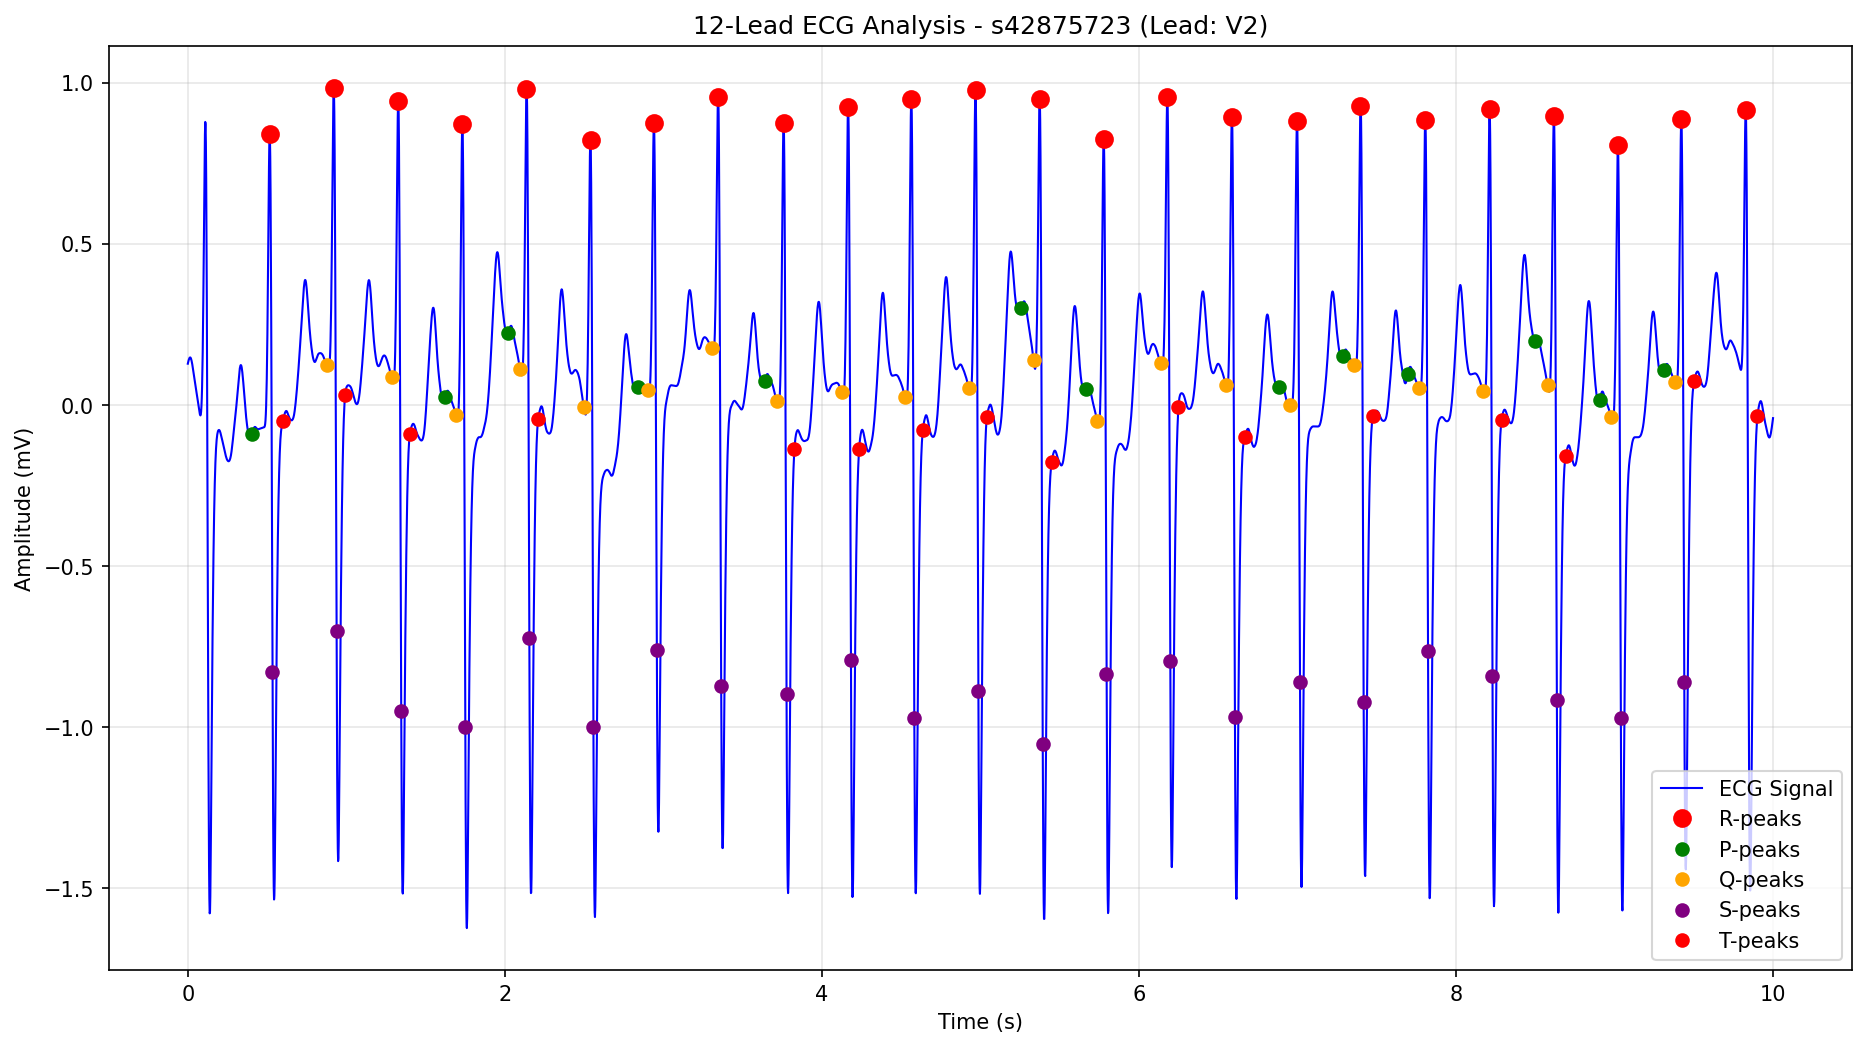 12-Lead ECG Analysis - s42875723 (Lead: V2)
1.0
0.5
0.0
−0.5
−1.0
−1.5
Amplitude (mV)
ECG Signal
R-peaks
P-peaks
Q-peaks
S-peaks
T-peaks
0 2 4 6 8 10
Time (s)